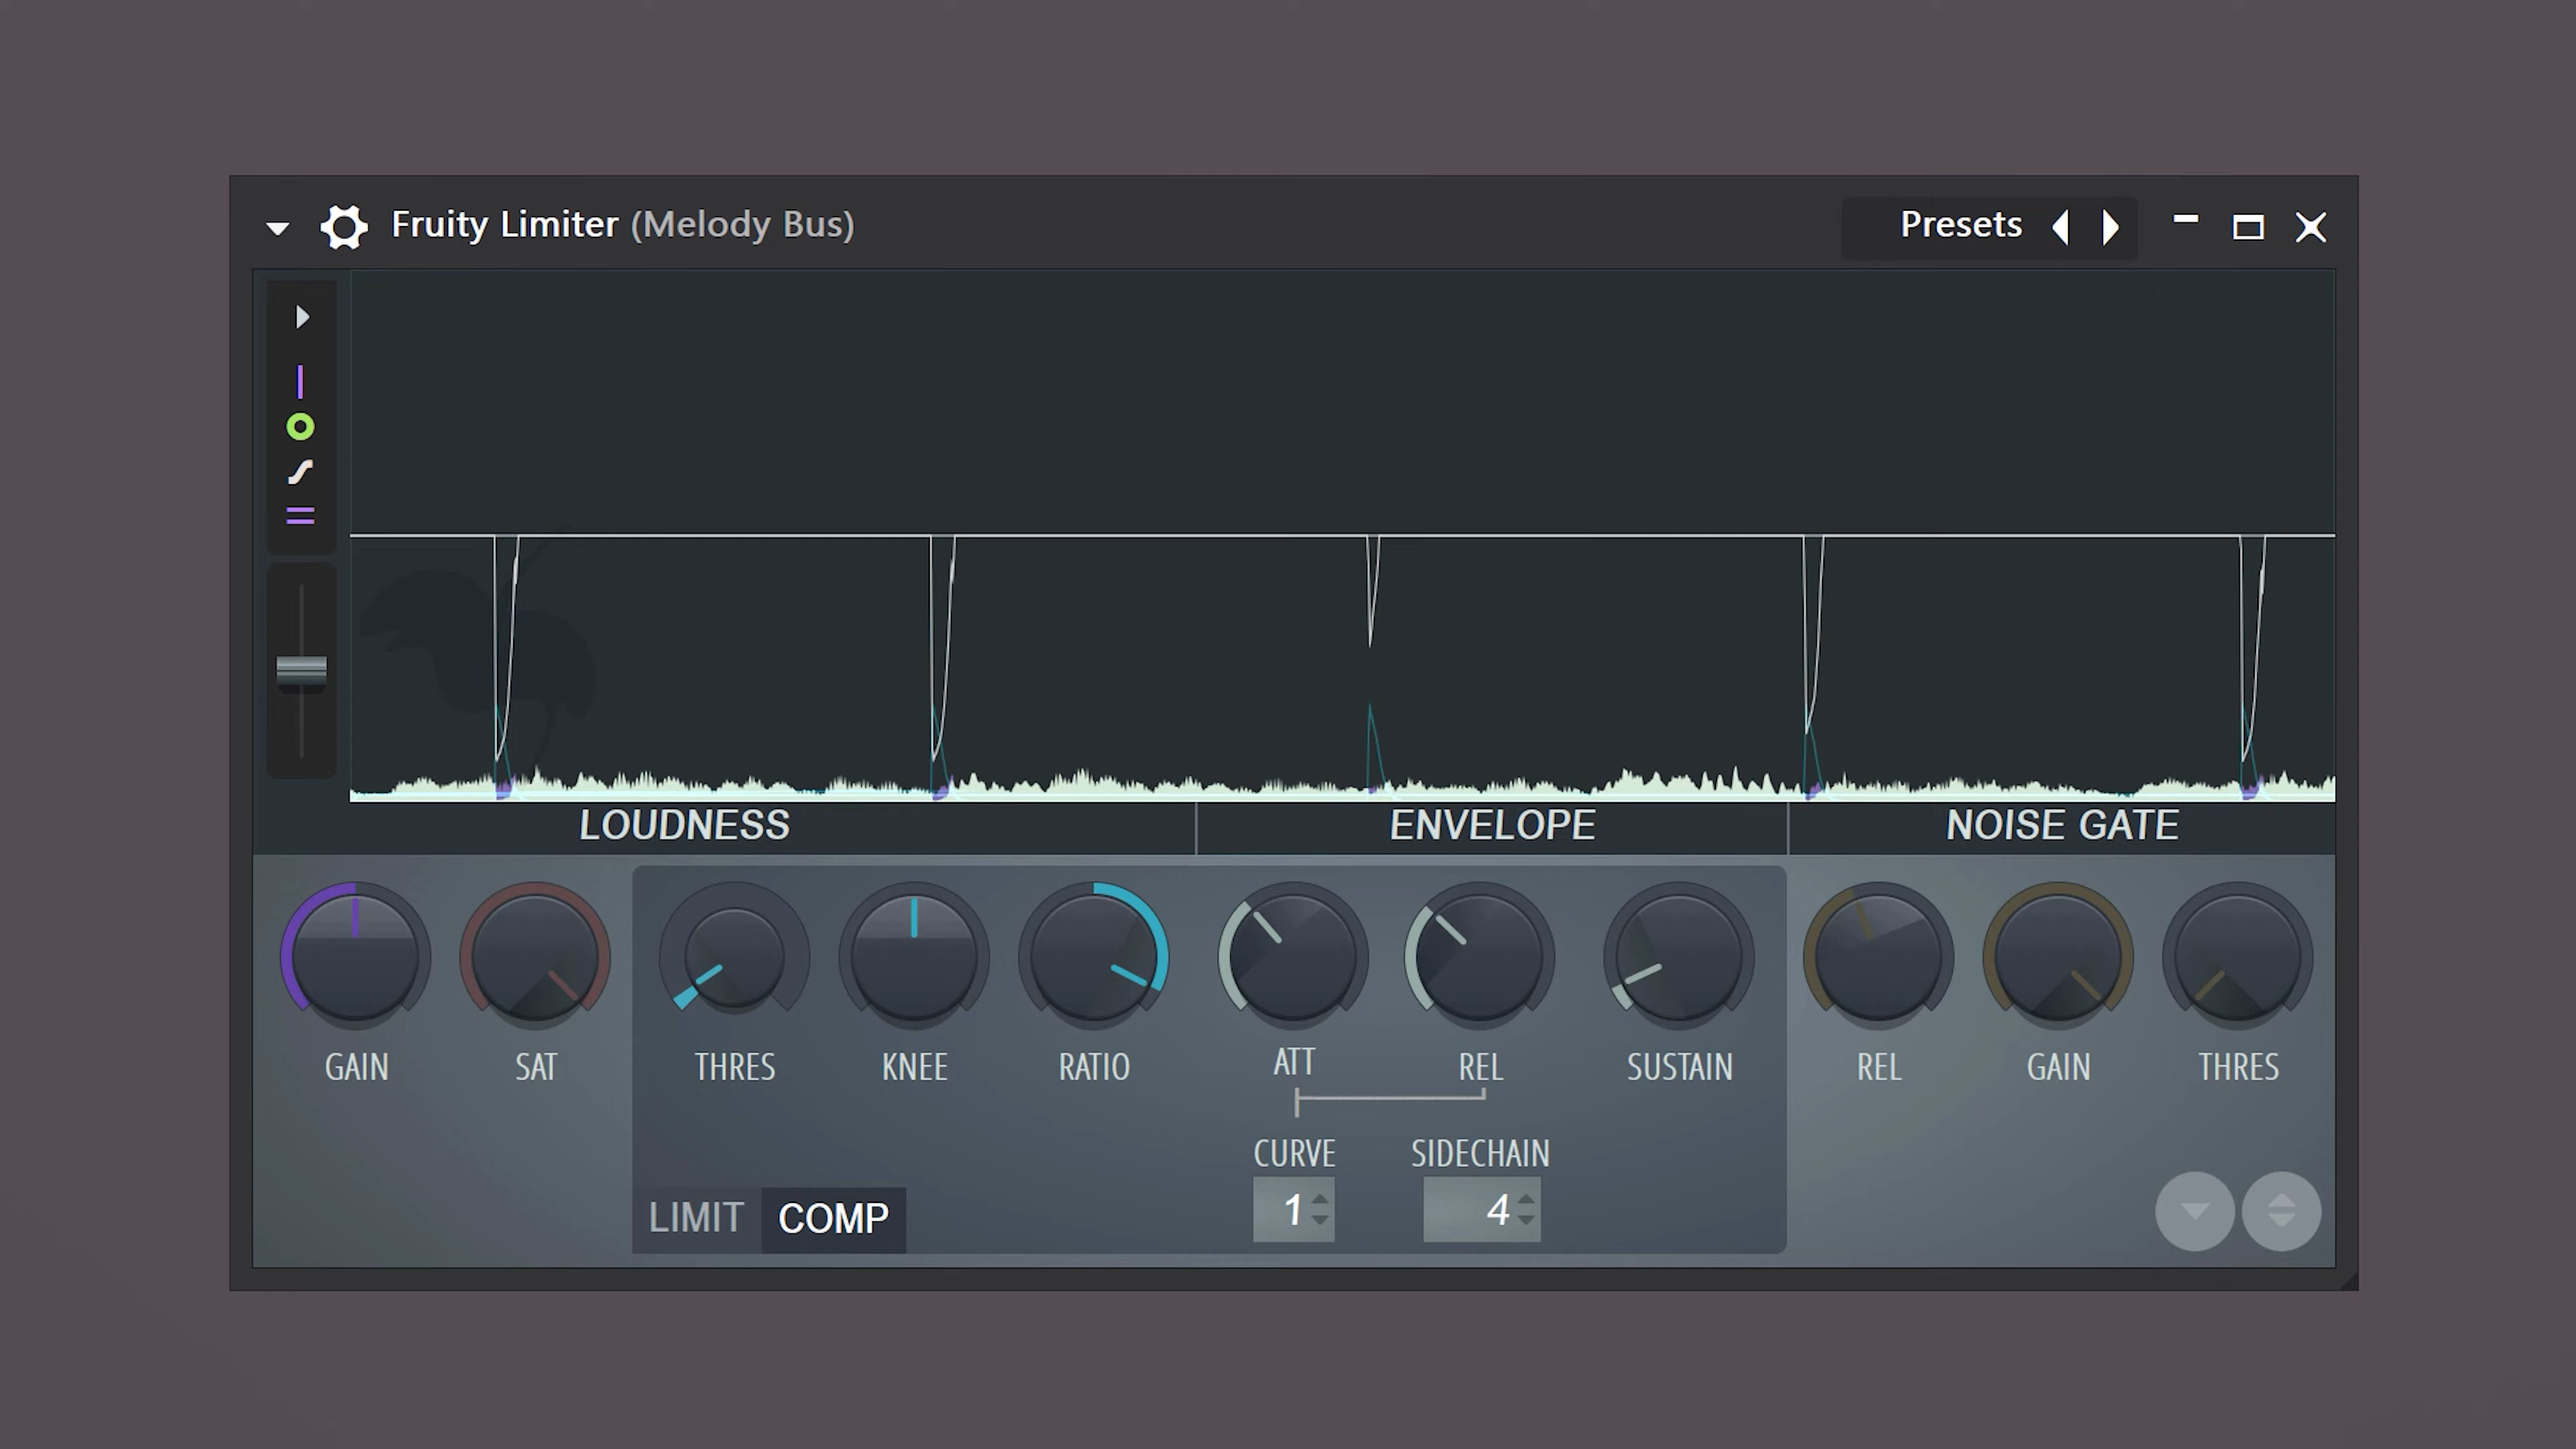 Fruity Limiter (Melody Bus)
Presets
LOUDNESS
ENVELOPE
NOISE GATE
GAIN
SAT
THRES
KNEE
RATIO
ATT
REL
SUSTAIN
REL
GAIN
THRES
CURVE
SIDECHAIN
1
4
LIMIT
COMP